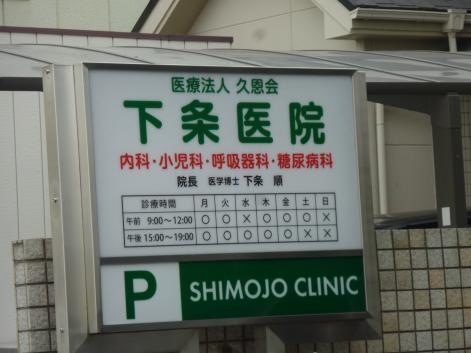 医療法人 久恩会
下条医院
内科・小児科・呼吸器科・糖尿病科
院長 医学博士 下条 順
診療時間 月 火 水 木 金 土 日
午前 9:00～12:00 ○ ○ × ○ ○ ○ ×
午後 15:00～19:00 ○ ○ ○ ○ ○ × ×
P SHIMOJO CLINIC